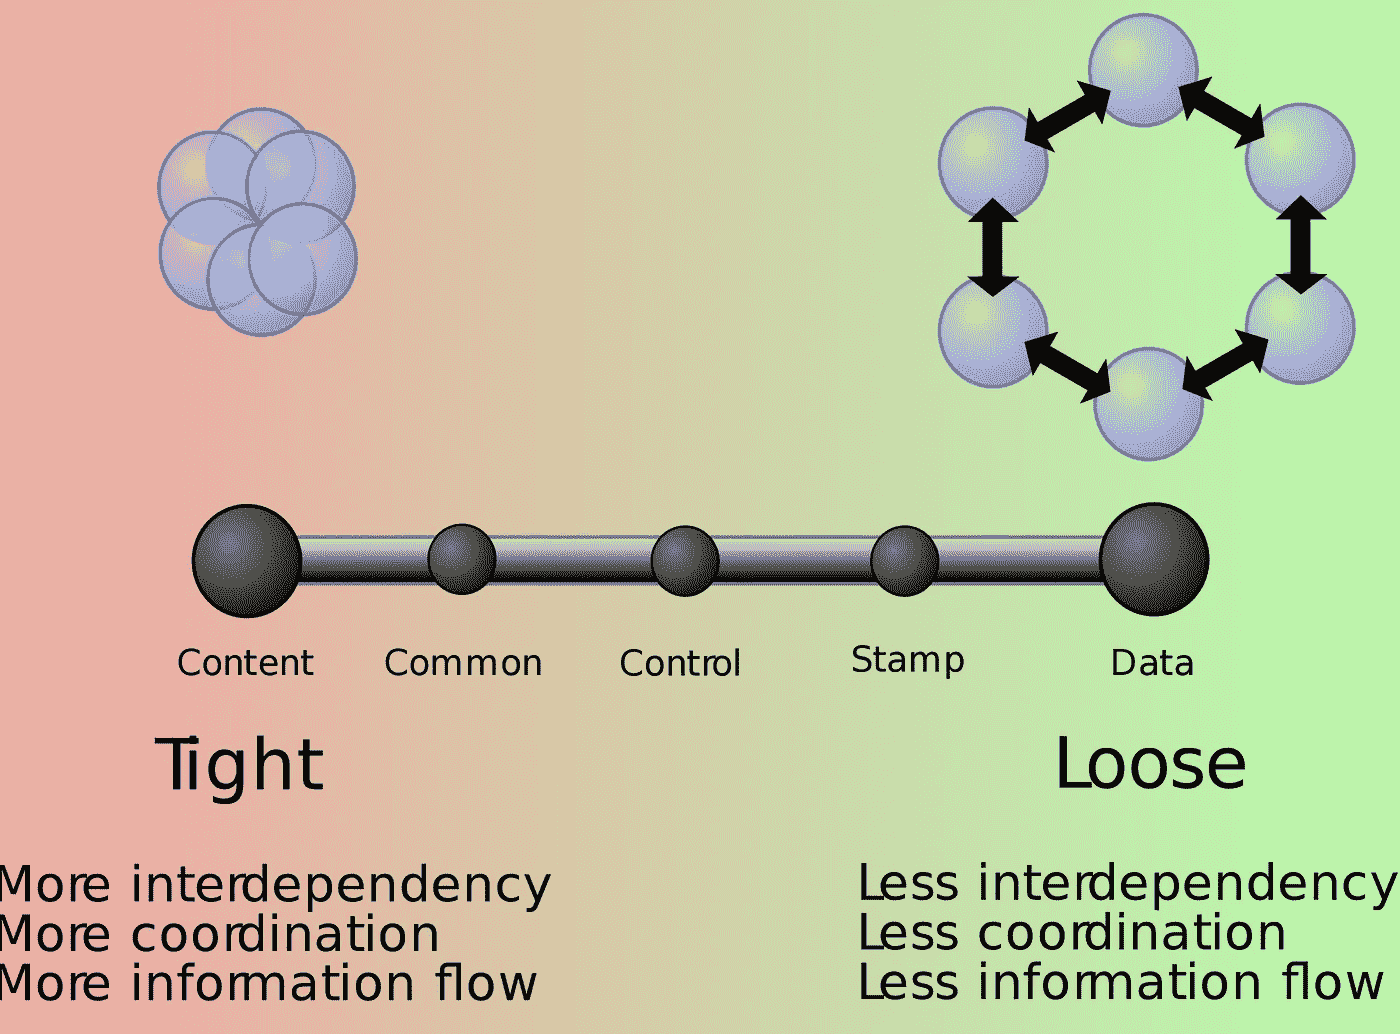 Content Common Control Stamp Data
Tight Loose
More interdependency
More coordination
More information flow
Less interdependency
Less coordination
Less information flow